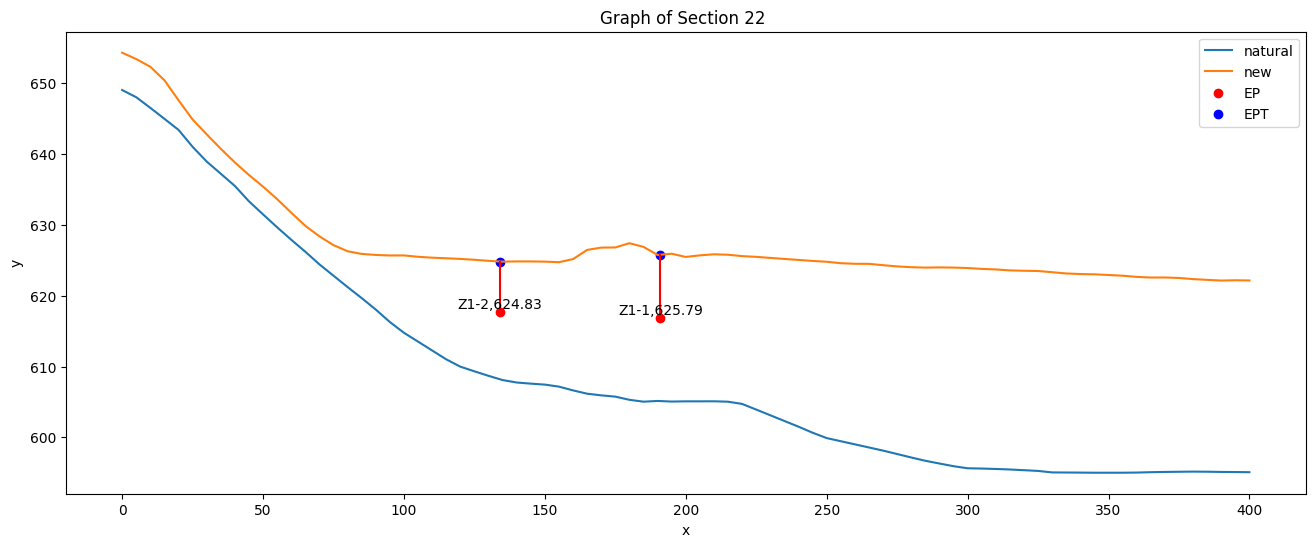 Graph of Section 22
natural
new
EP
EPT
y
650
640
630
620
610
600
Z1-2,624.83
Z1-1,625.79
0 50 100 150 200 250 300 350 400
x